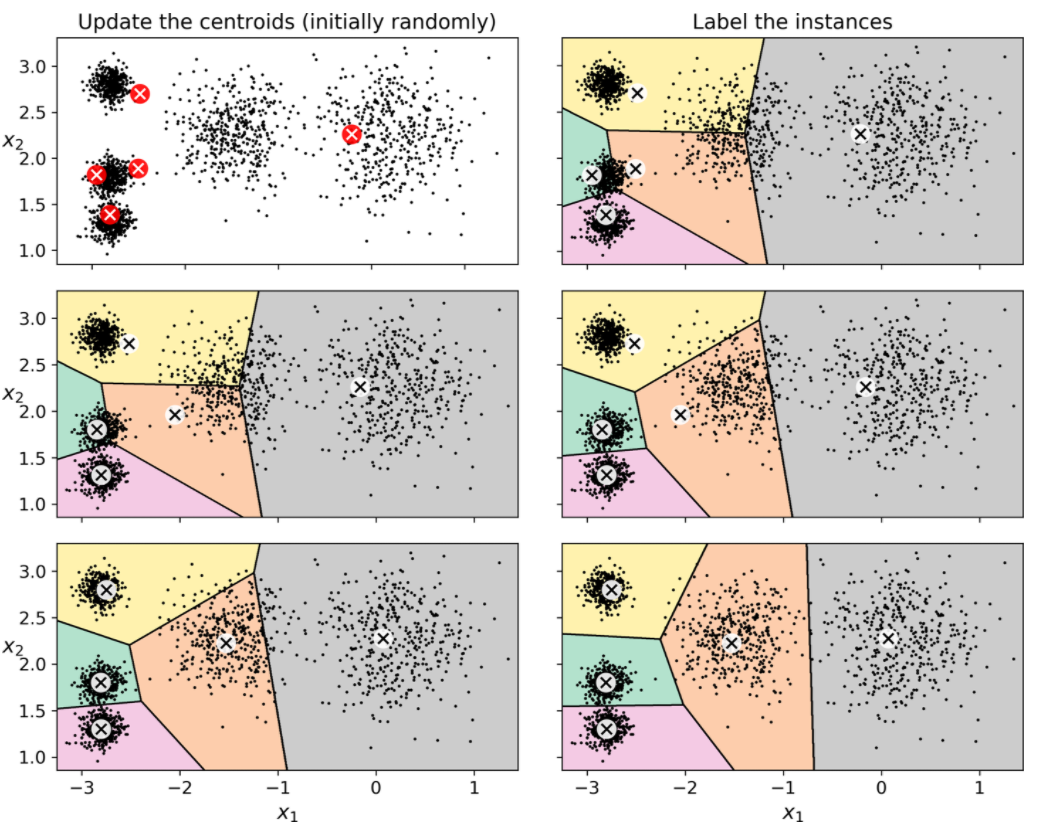 Update the centroids (initially randomly)
Label the instances
3.0
2.5
x₂
2.0
1.5
1.0
3.0
2.5
x₂
2.0
1.5
1.0
3.0
2.5
x₂
2.0
1.5
1.0
−3 −2 −1 0 1
−3 −2 −1 0 1
x₁
x₁